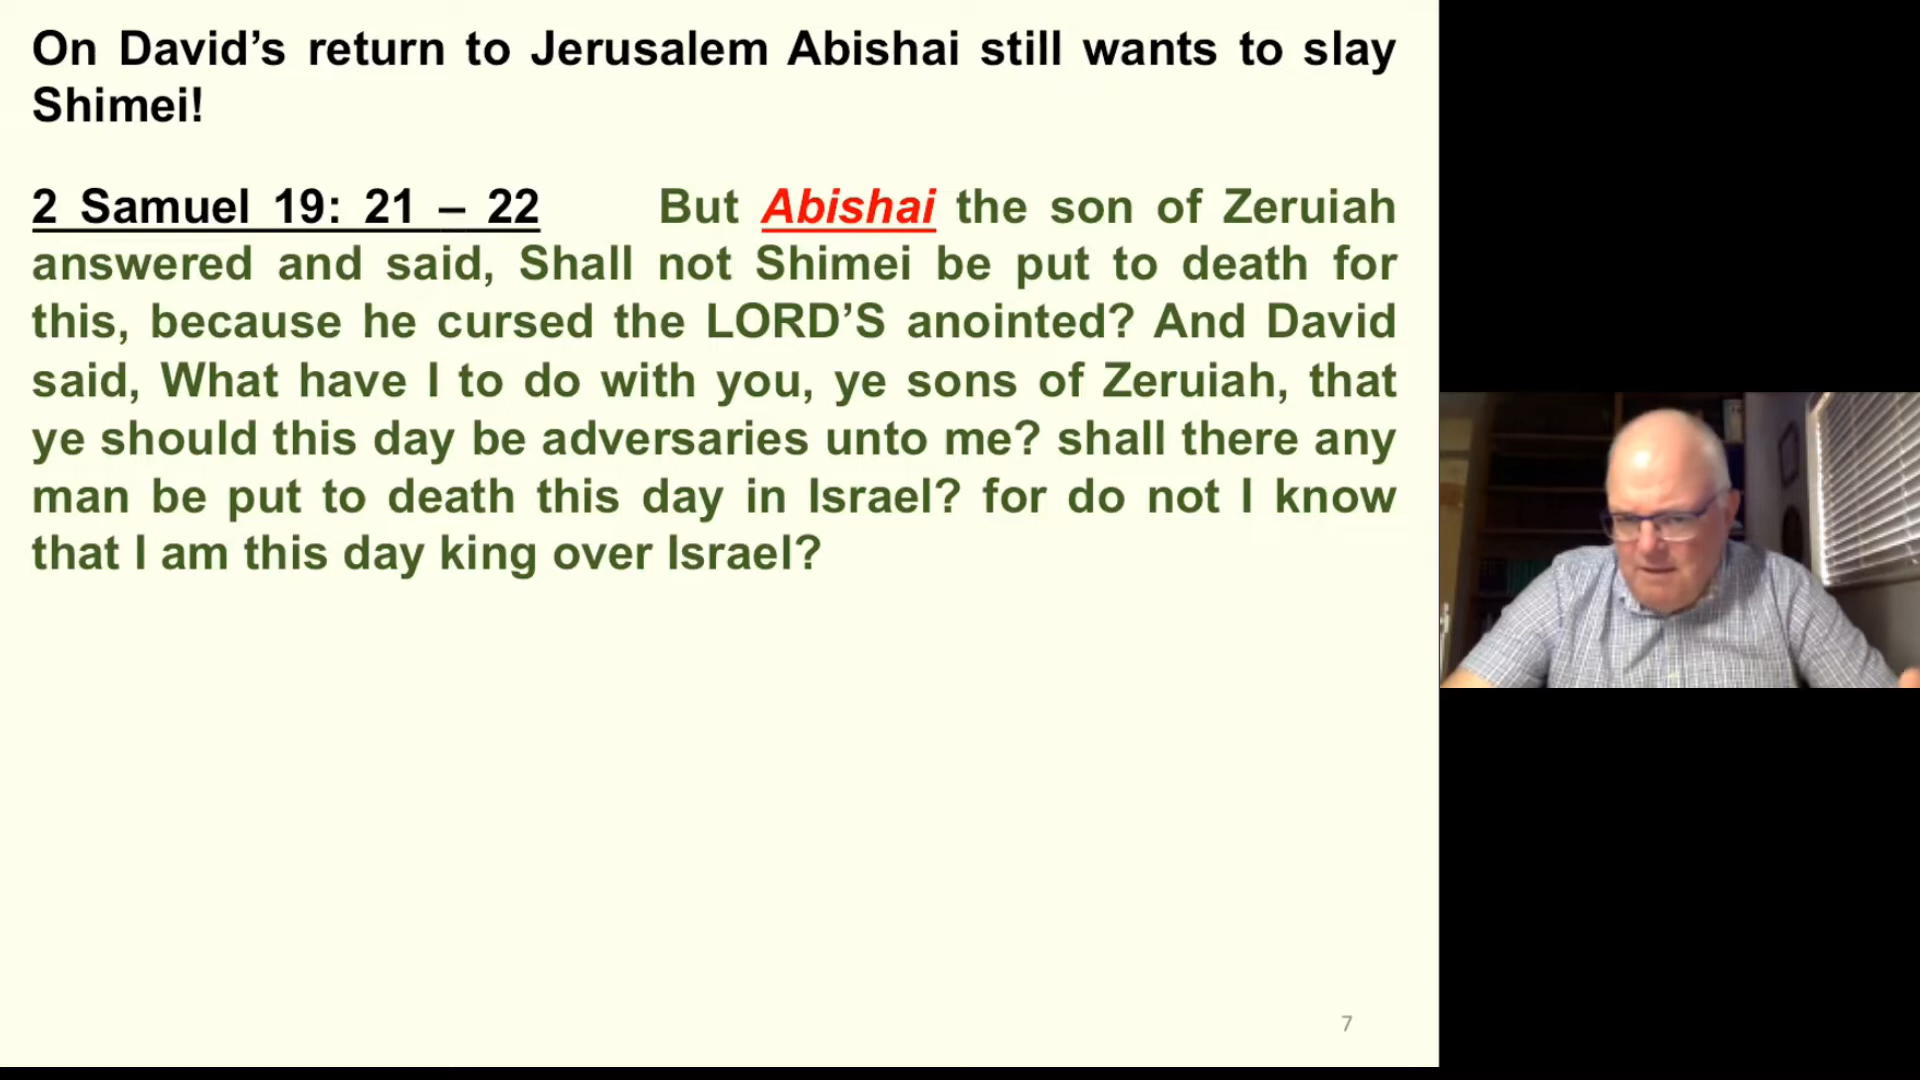 On David’s return to Jerusalem Abishai still wants to slay
Shimei!
2 Samuel 19: 21 – 22 But Abishai the son of Zeruiah
answered and said, Shall not Shimei be put to death for
this, because he cursed the LORD’S anointed? And David
said, What have I to do with you, ye sons of Zeruiah, that
ye should this day be adversaries unto me? shall there any
man be put to death this day in Israel? for do not I know
that I am this day king over Israel?
7